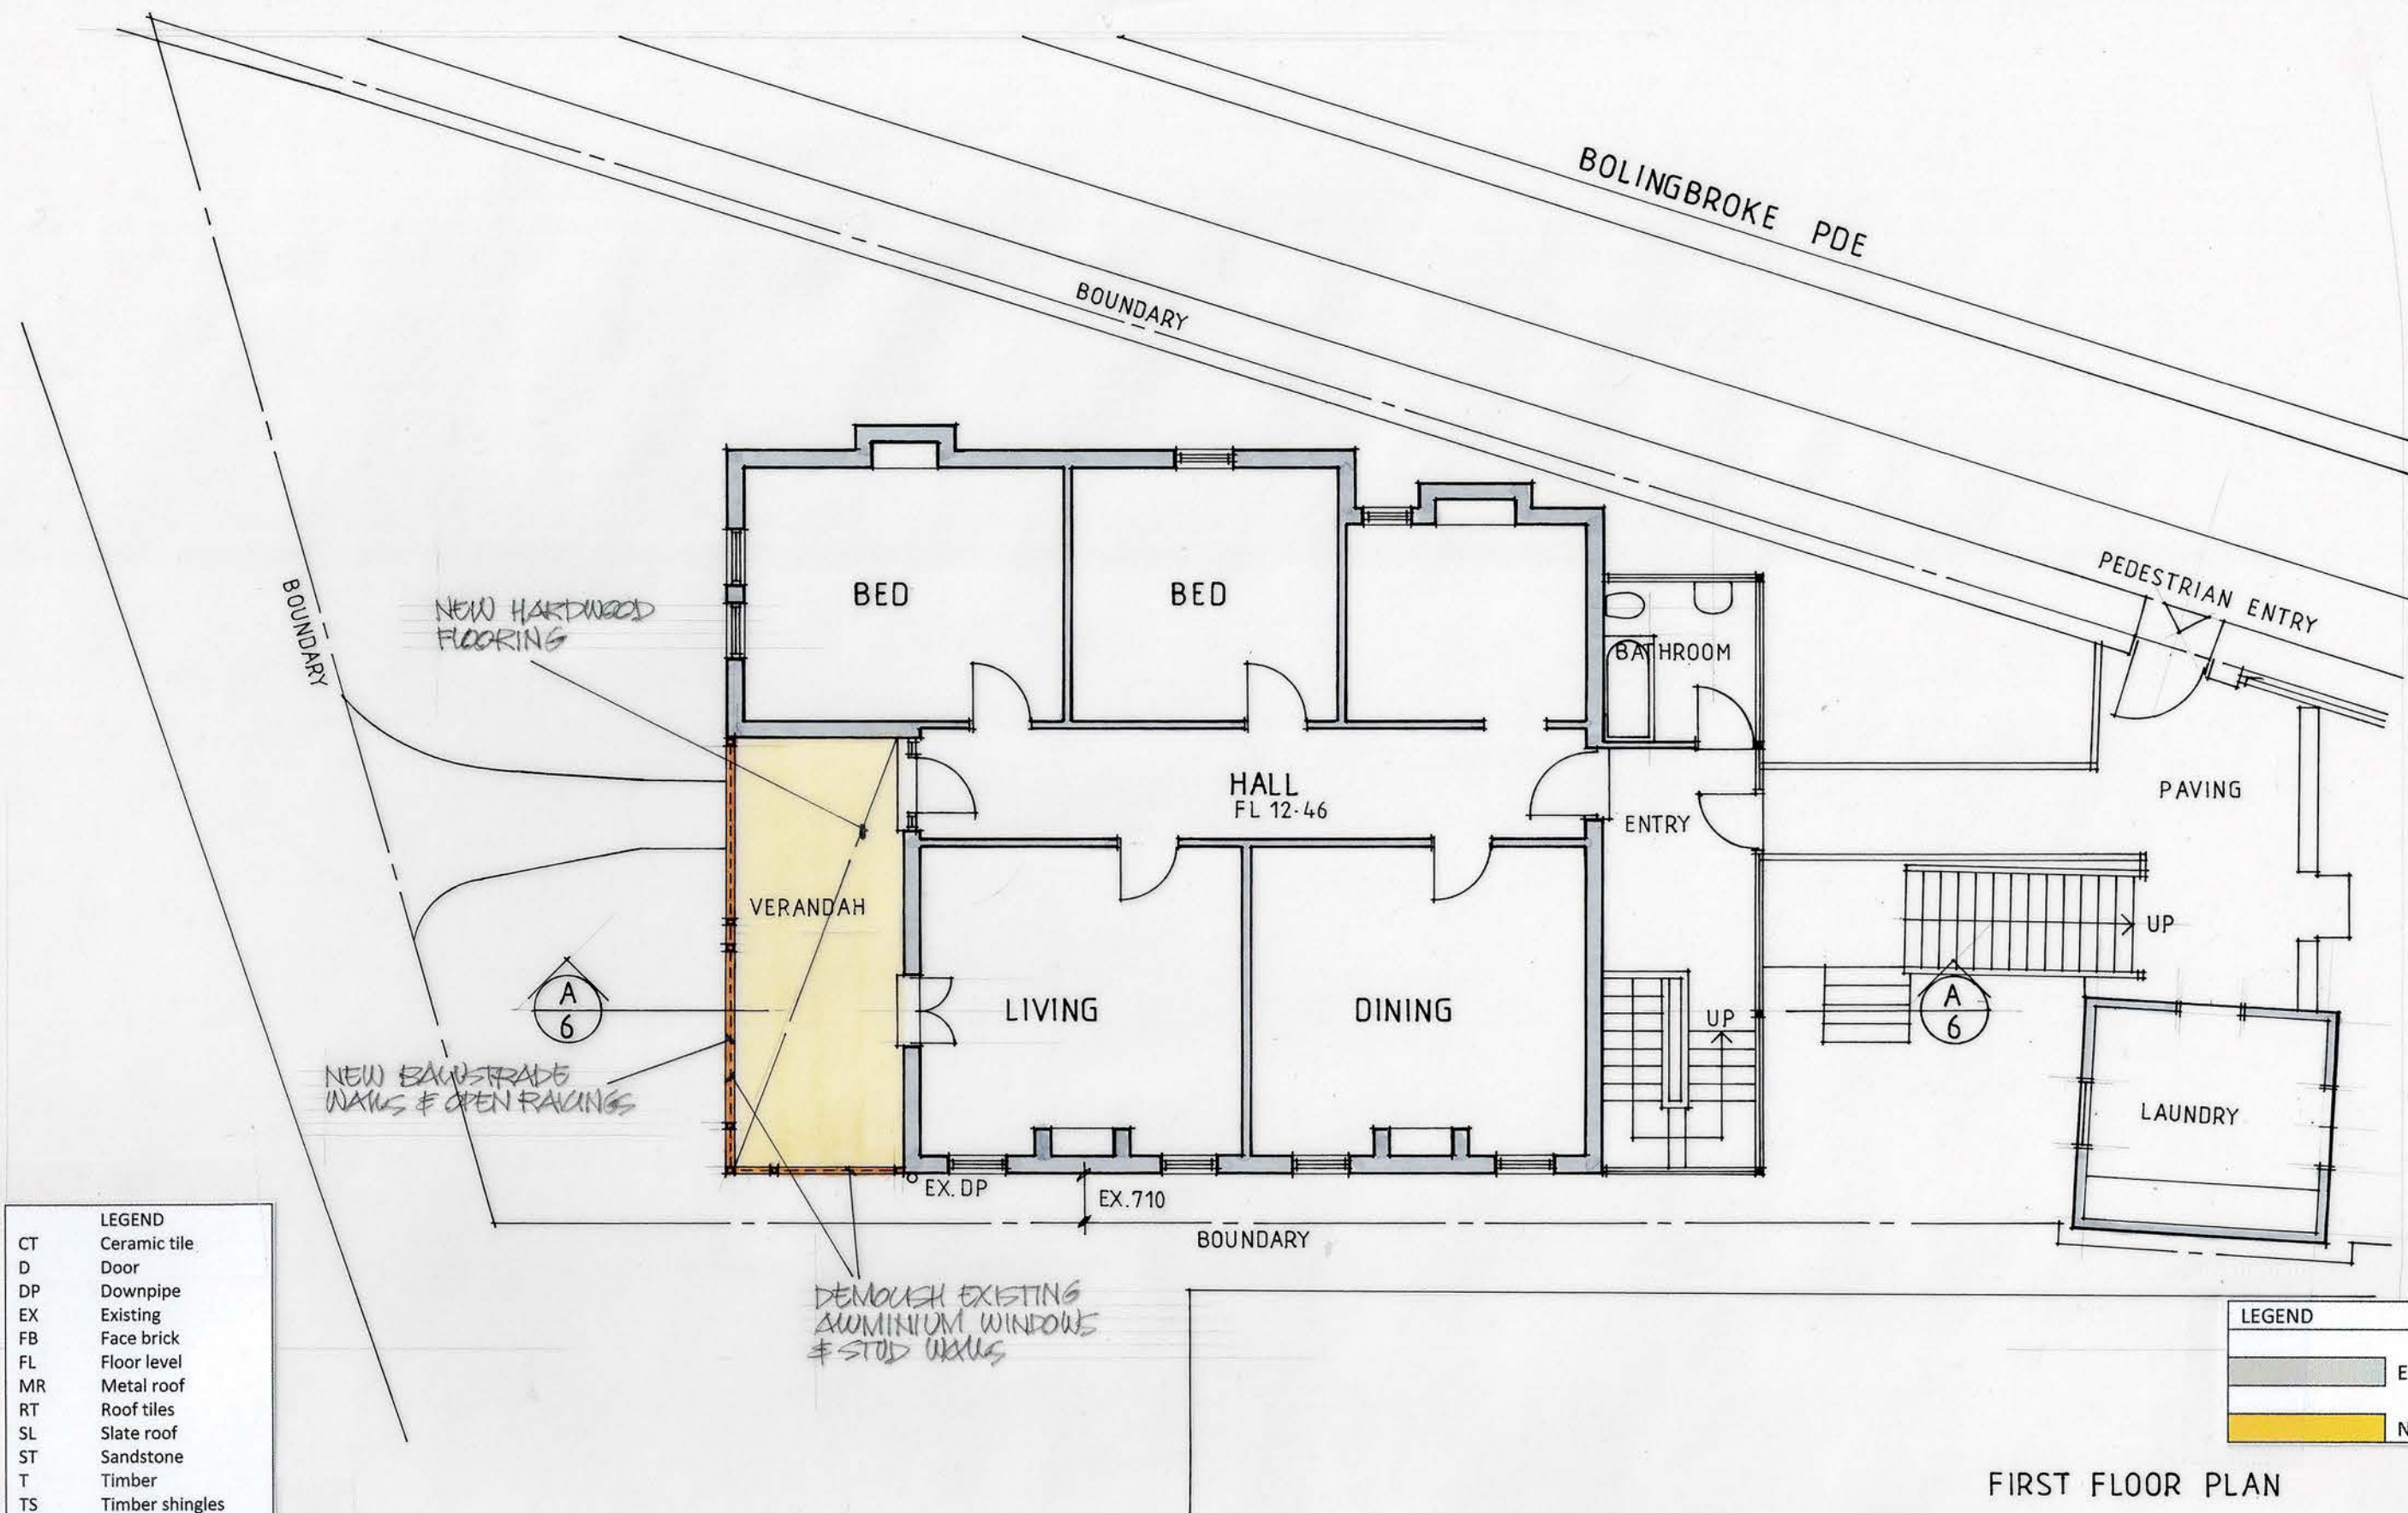 BOLINGBROKE PDE
BOUNDARY
PEDESTRIAN ENTRY
BOUNDARY
NEW HARDWOOD
FLOORING
BED
BED
BATHROOM
HALL
FL 12·46
ENTRY
PAVING
VERANDAH
UP
A
6
LIVING
DINING
UP
A
6
NEW BALUSTRADE
WALLS & OPEN RAILINGS
LAUNDRY
EX. DP
EX.710
BOUNDARY
DEMOLISH EXISTING
ALUMINIUM WINDOWS
& STUD WALLS
LEGEND
CT Ceramic tile
D Door
DP Downpipe
EX Existing
FB Face brick
FL Floor level
MR Metal roof
RT Roof tiles
SL Slate roof
ST Sandstone
T Timber
TS Timber shingles
LEGEND
E
N
FIRST FLOOR PLAN